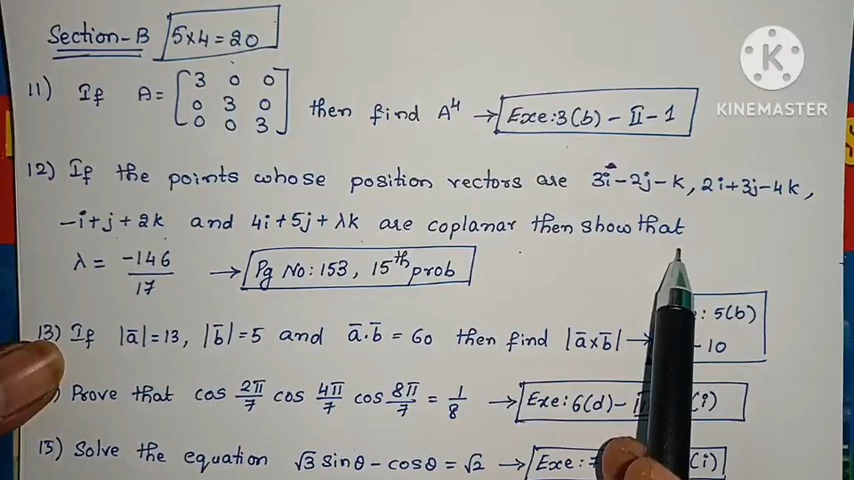 Section-B 5x4=20
K
KINEMASTER
11) If A = [3 0 0
0 3 0
0 0 3] then find A⁴ → Exe:3(b) - II - 1
12) If the points whose position vectors are 3i-2j-k, 2i+3j-4k,
-i+j+2k and 4i+5j+λk are coplanar then show that
λ = -146/17 → Pg No: 153, 15th prob
13) If |a̅|=13, |b̅|=5 and a̅.b̅ = 60 then find |a̅xb̅| → : 5(b)
- 10
) Prove that cos 2π/7 cos 4π/7 cos 8π/7 = 1/8 → Exe: 6(d) - (i)
15) Solve the equation √3 sinθ - cosθ = √2 → Exe: (i)